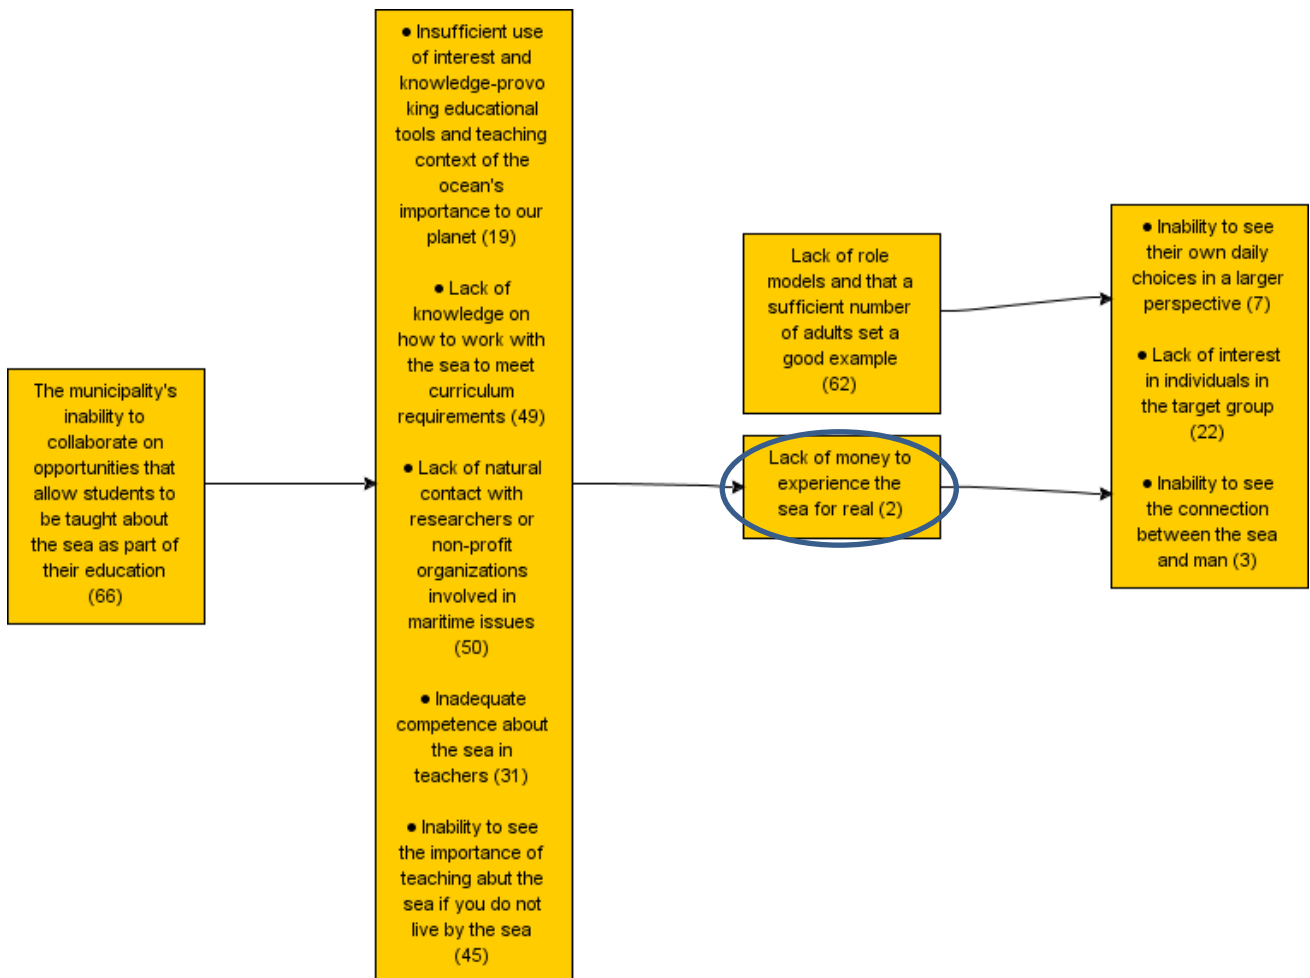 The municipality's
inability to
collaborate on
opportunities that
allow students to
be taught about
the sea as part of
their education
(66)
● Insufficient use
of interest and
knowledge-provo
king educational
tools and teaching
context of the
ocean's
importance to our
planet (19)
● Lack of
knowledge on
how to work with
the sea to meet
curriculum
requirements (49)
● Lack of natural
contact with
researchers or
non-profit
organizations
involved in
maritime issues
(50)
● Inadequate
competence about
the sea in
teachers (31)
● Inability to see
the importance of
teaching abut the
sea if you do not
live by the sea
(45)
Lack of role
models and that a
sufficient number
of adults set a
good example
(62)
Lack of money to
experience the
sea for real (2)
● Inability to see
their own daily
choices in a larger
perspective (7)
● Lack of interest
in individuals in
the target group
(22)
● Inability to see
the connection
between the sea
and man (3)